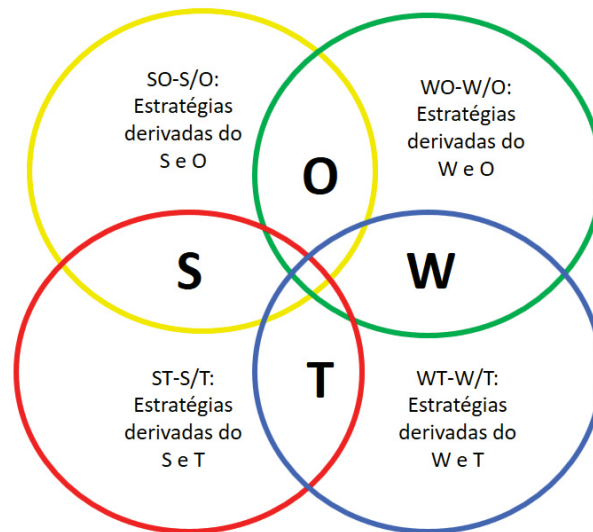 SO-S/O:
Estratégias
derivadas do
S e O
WO-W/O:
Estratégias
derivadas do
W e O
O
S
W
T
ST-S/T:
Estratégias
derivadas do
S e T
WT-W/T:
Estratégias
derivadas do
W e T